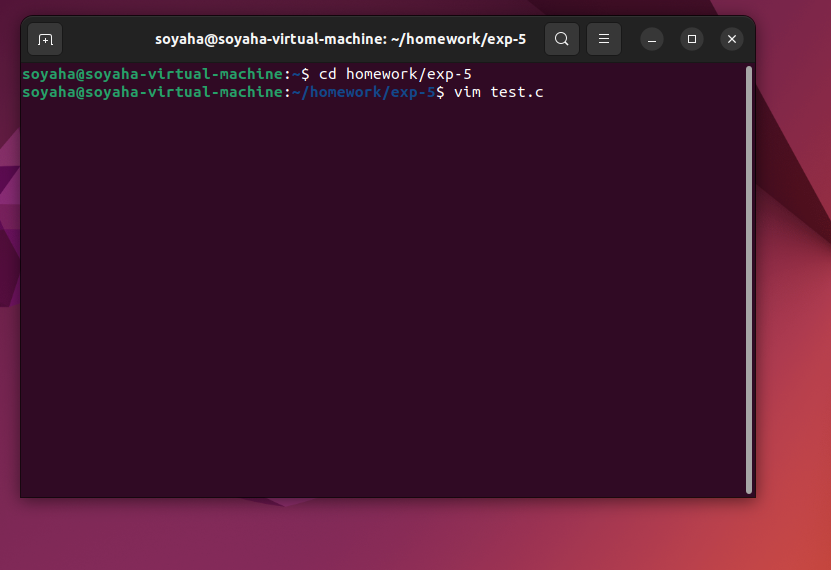 soyaha@soyaha-virtual-machine: ~/homework/exp-5
soyaha@soyaha-virtual-machine:~$ cd homework/exp-5
soyaha@soyaha-virtual-machine:~/homework/exp-5$ vim test.c